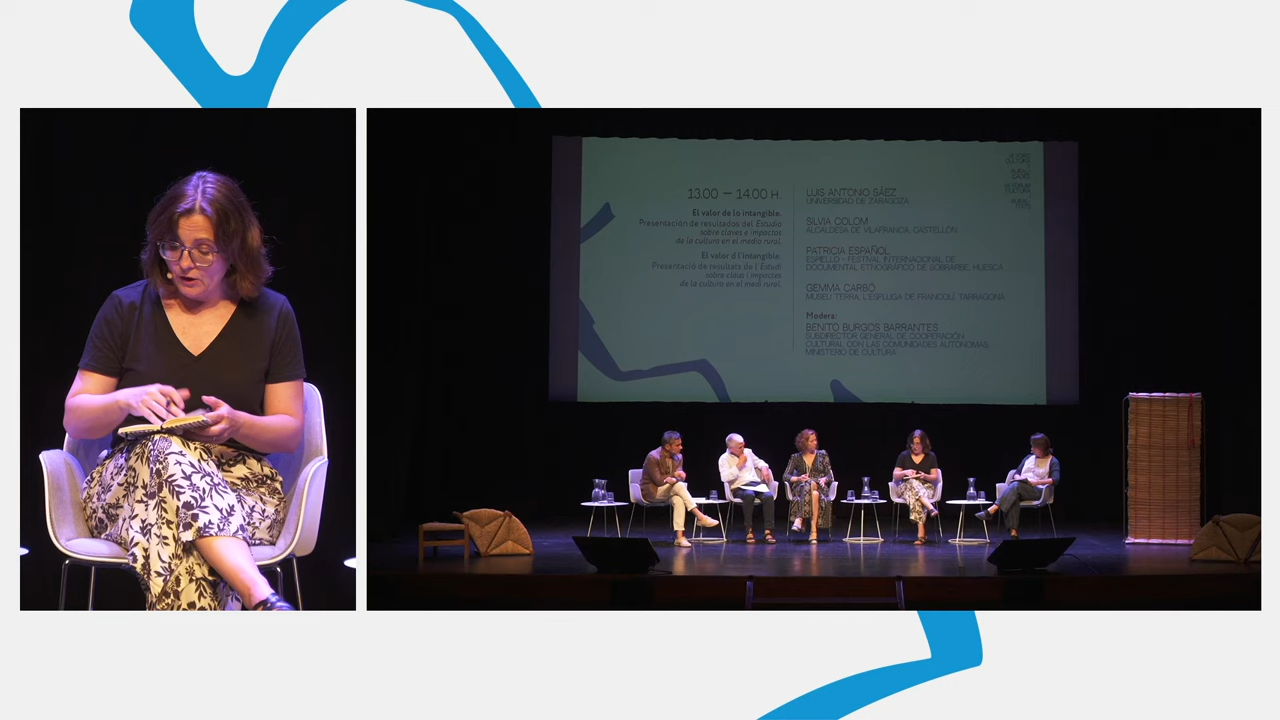 13.00 — 14.00 H.
El valor de lo intangible.
Presentación de resultados del Estudio
sobre claves e impactos
de la cultura en el medio rural.
El valor d l'intangible.
Presentació de resultats de l'Estudi
sobre claus i impactes
de la cultura en el medi rural.
LUIS ANTONIO SÁEZ
UNIVERSIDAD DE ZARAGOZA
SILVIA COLOM
ALCALDESA DE VILAFRANCA, CASTELLÓN
PATRICIA ESPAÑOL
ESPIELLO - FESTIVAL INTERNACIONAL DE
DOCUMENTAL ETNOGRÁFICO DE SOBRARBE, HUESCA
GEMMA CARBÓ
MUSEU TERRA, L'ESPLUGA DE FRANCOLÍ, TARRAGONA
Modera:
BENITO BURGOS BARRANTES
SUBDIRECTOR GENERAL DE COOPERACIÓN
CULTURAL CON LAS COMUNIDADES AUTÓNOMAS,
MINISTERIO DE CULTURA